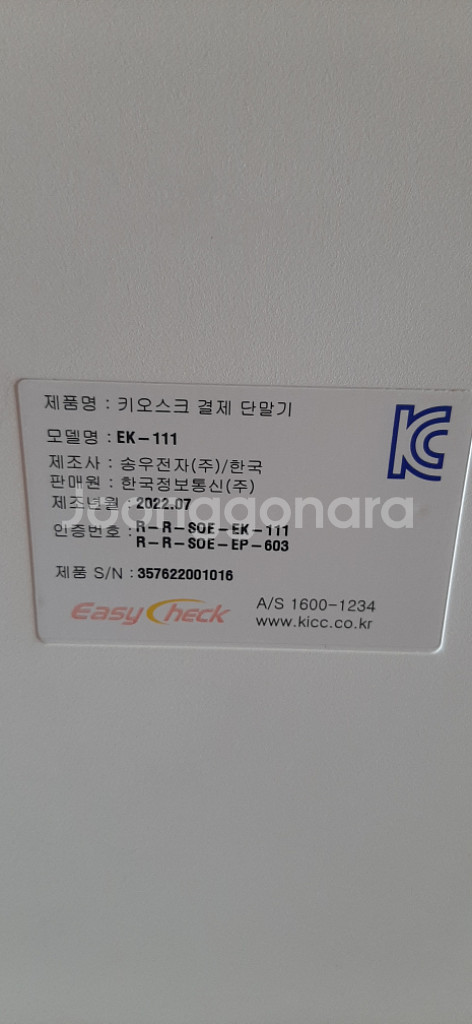 제품명 : 키오스크 결제 단말기
모델명 : EK-111
제조사 : 송우전자(주)/한국
판매원 : 한국정보통신(주)
제조년월 : 2022.07
Joonggonara
인증번호 : R-R-SOE-EK-111
R-R-SOE-EP-603
제품 S/N : 357622001016
EasyCheck
A/S 1600-1234
www.kicc.co.kr
KC